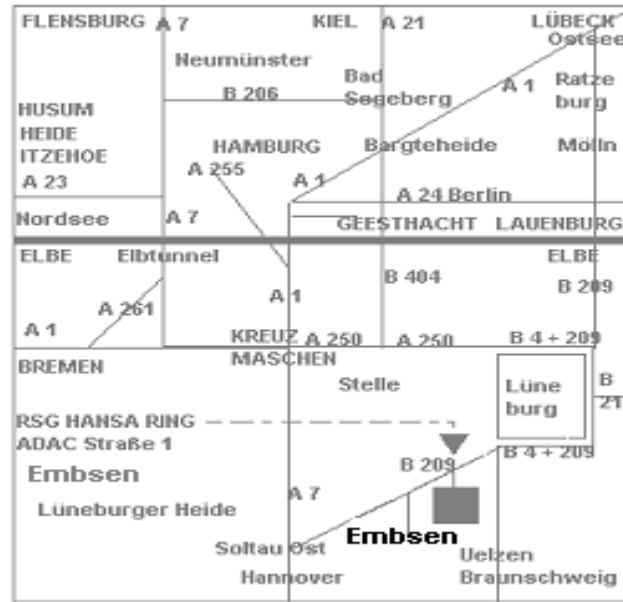 FLENSBURG A 7 KIEL A 21 LÜBECK
Ostsee
Neumünster
Bad
Segeberg
A 1
Ratze
burg
B 206
HUSUM
HEIDE
ITZEHOE
HAMBURG
Bargteheide
Mölln
A 255
A 23
A 1
A 24 Berlin
Nordsee
A 7
GEESTHACHT LAUENBURG
ELBE Elbtunnel ELBE
B 404
B 209
A 261
A 1
A 1
KREUZ
MASCHEN
A 250
A 250
B 4 + 209
BREMEN
Stelle
Lüne
burg
B
21
RSG HANSA RING
ADAC Straße 1
B 4 + 209
Embsen
B 209
A 7
Lüneburger Heide
Embsen
Soltau Ost
Uelzen
Hannover
Braunschweig